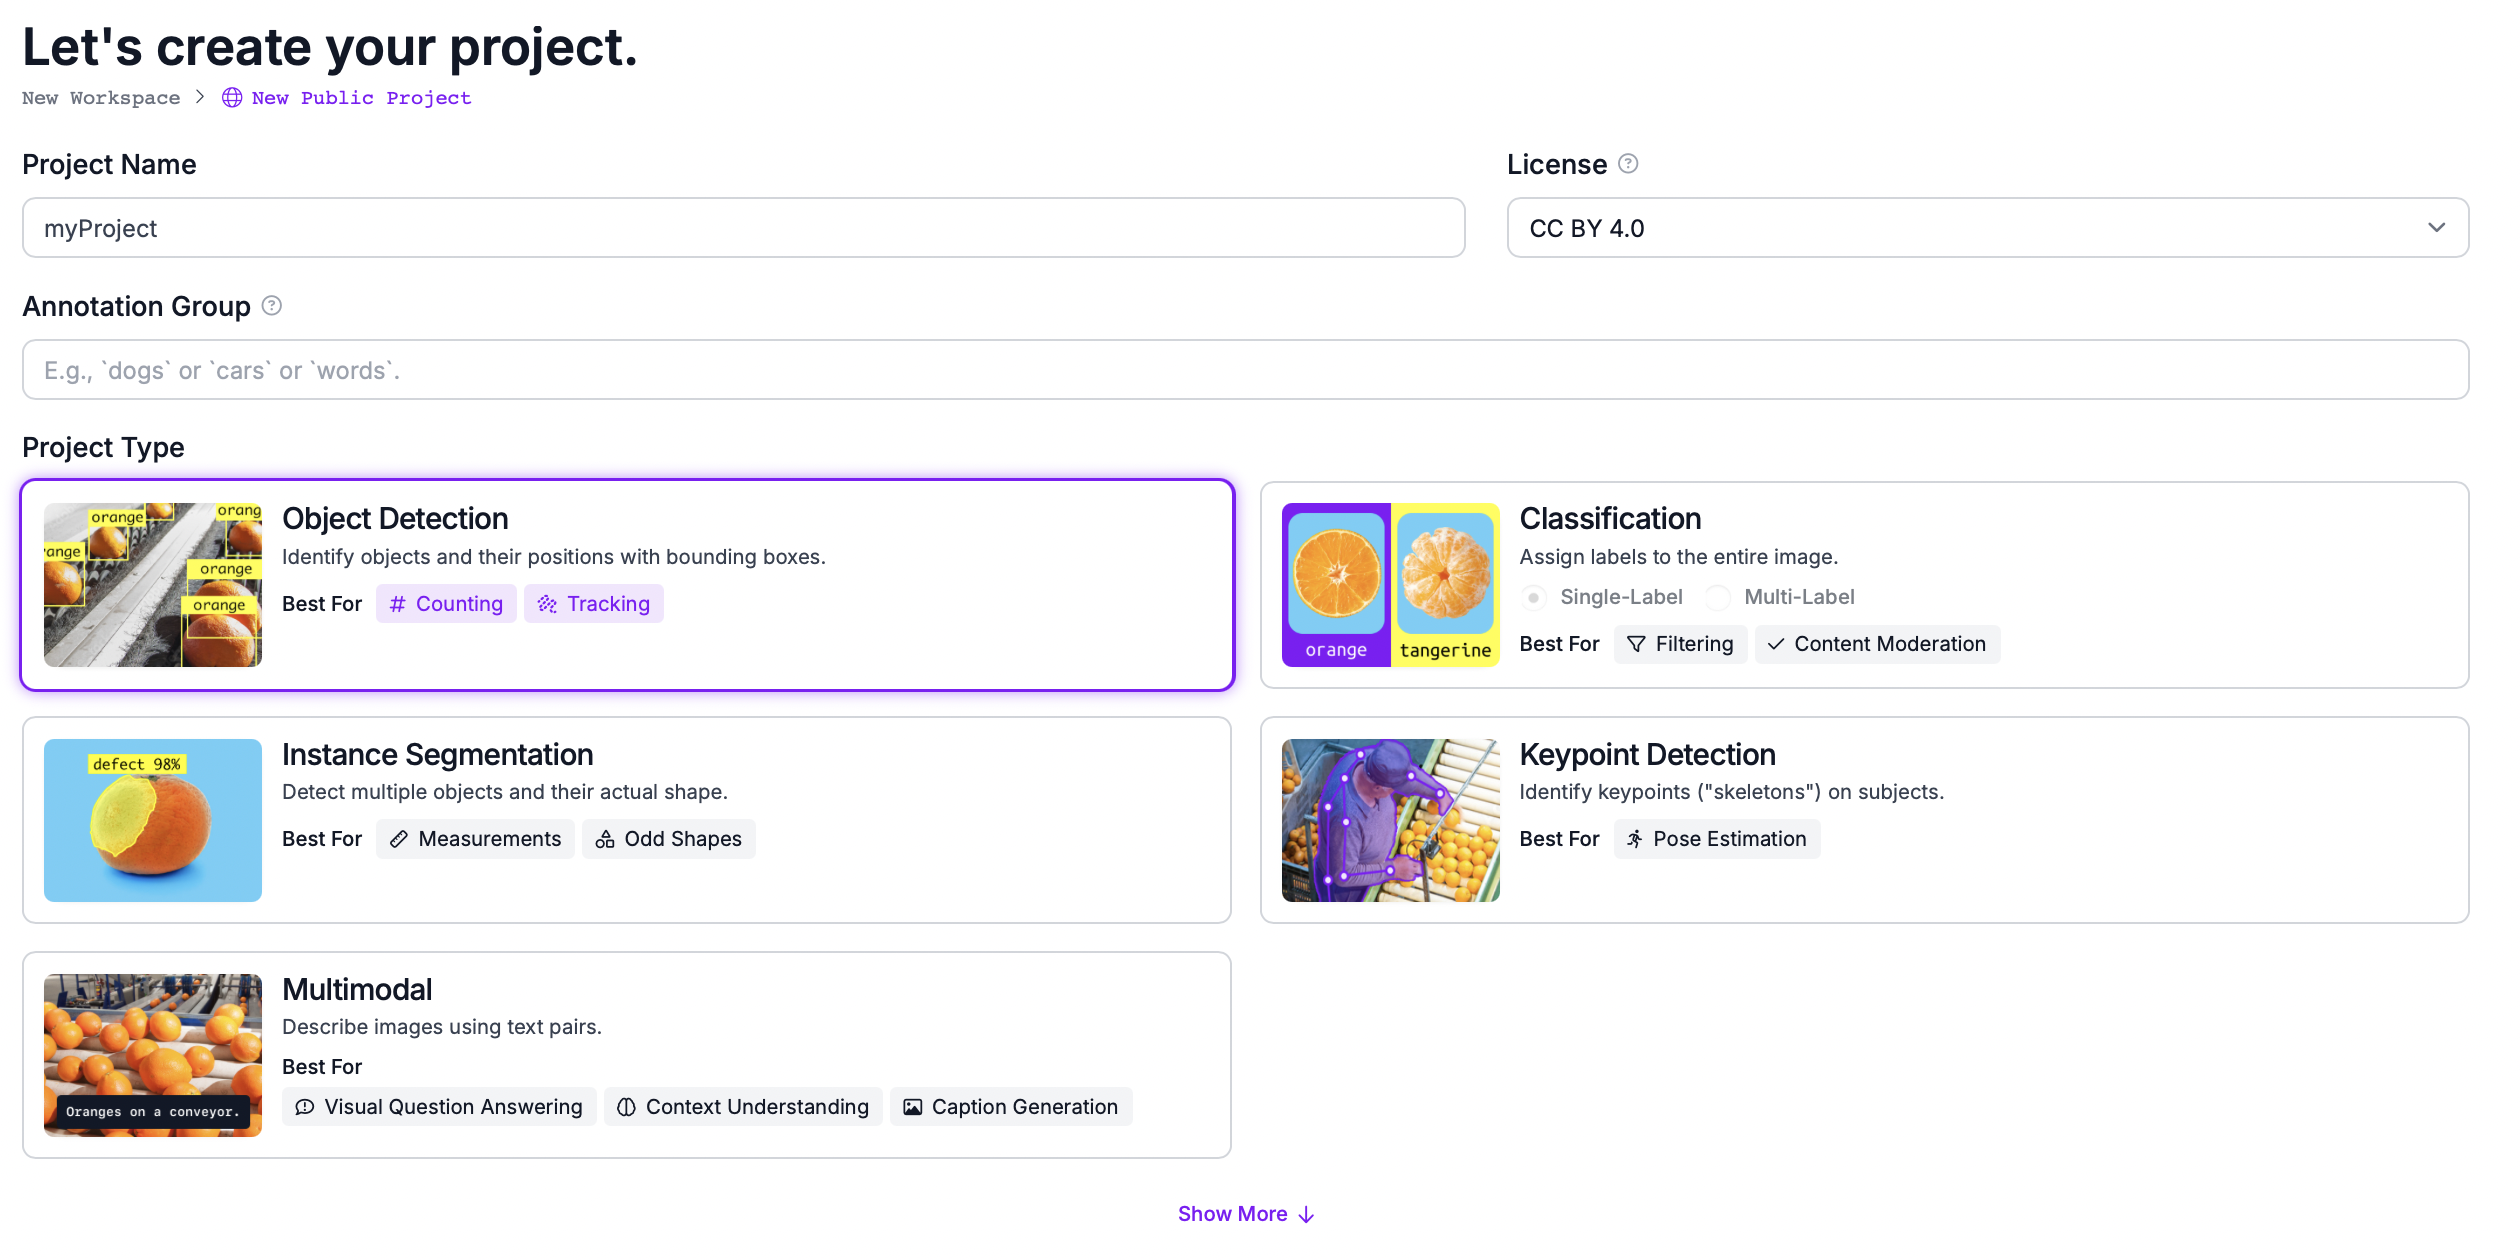 Let's create your project.
New Workspace > New Public Project
Project Name
License ?
myProject
CC BY 4.0
Annotation Group ?
E.g., `dogs` or `cars` or `words`.
Project Type
orange
orang
range
orange
orange
Object Detection
Identify objects and their positions with bounding boxes.
Best For # Counting Tracking
orange
tangerine
Classification
Assign labels to the entire image.
Single-Label Multi-Label
Best For Filtering Content Moderation
defect 98%
Instance Segmentation
Detect multiple objects and their actual shape.
Best For Measurements Odd Shapes
Keypoint Detection
Identify keypoints ("skeletons") on subjects.
Best For Pose Estimation
Oranges on a conveyor.
Multimodal
Describe images using text pairs.
Best For
Visual Question Answering Context Understanding Caption Generation
Show More ↓